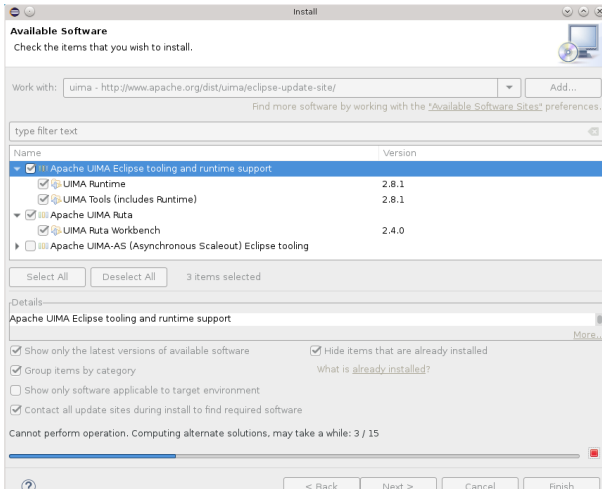 Install
Available Software
Check the items that you wish to install.
Work with: uima - http://www.apache.org/dist/uima/eclipse-update-site/ Add...
Find more software by working with the "Available Software Sites" preferences.
type filter text
Name Version
Apache UIMA Eclipse tooling and runtime support
UIMA Runtime 2.8.1
UIMA Tools (includes Runtime) 2.8.1
Apache UIMA Ruta
UIMA Ruta Workbench 2.4.0
Apache UIMA-AS (Asynchronous Scaleout) Eclipse tooling
Select All Deselect All 3 items selected
Details
Apache UIMA Eclipse tooling and runtime support
More...
Show only the latest versions of available software Hide items that are already installed
Group items by category What is already installed?
Show only software applicable to target environment
Contact all update sites during install to find required software
Cannot perform operation. Computing alternate solutions, may take a while: 3 / 15
? < Back Next > Cancel Finish